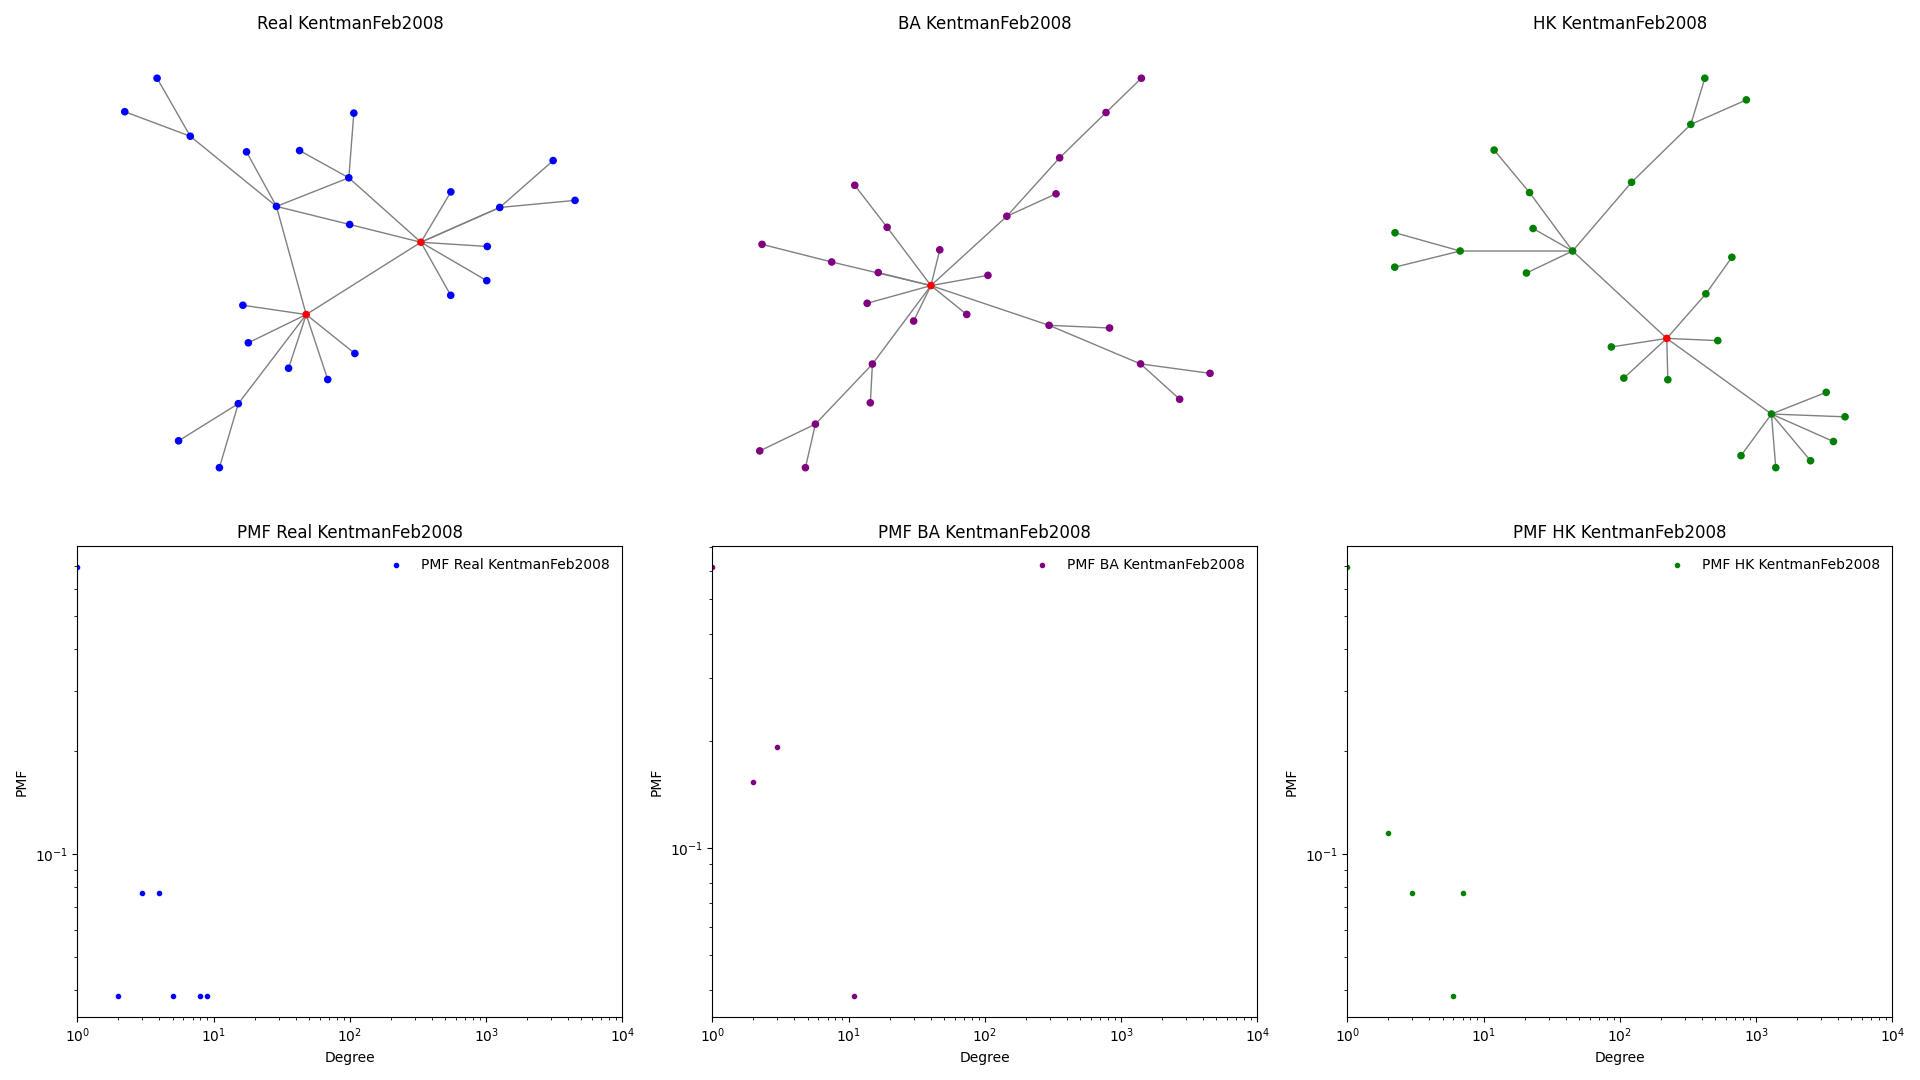 Real KentmanFeb2008
BA KentmanFeb2008
HK KentmanFeb2008
PMF Real KentmanFeb2008
PMF Real KentmanFeb2008
PMF
10⁻¹
10⁰ 10¹ 10² 10³ 10⁴
Degree
PMF BA KentmanFeb2008
PMF BA KentmanFeb2008
PMF
10⁻¹
10⁰ 10¹ 10² 10³ 10⁴
Degree
PMF HK KentmanFeb2008
PMF HK KentmanFeb2008
PMF
10⁻¹
10⁰ 10¹ 10² 10³ 10⁴
Degree